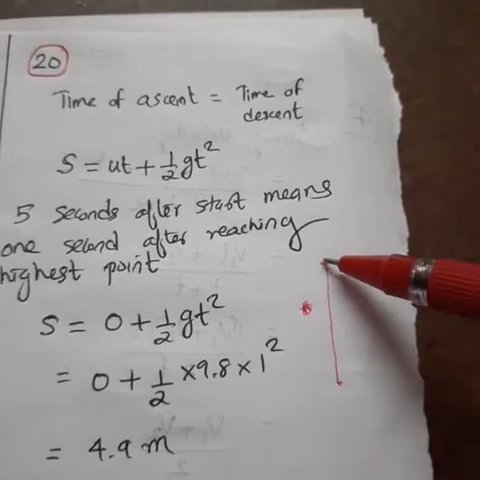 20
Time of ascent = Time of
descent
S = ut + 1/2 gt²
5 seconds after start means
one second after reaching
highest point
S = 0 + 1/2 gt²
= 0 + 1/2 × 9.8 × 1²
= 4.9 m